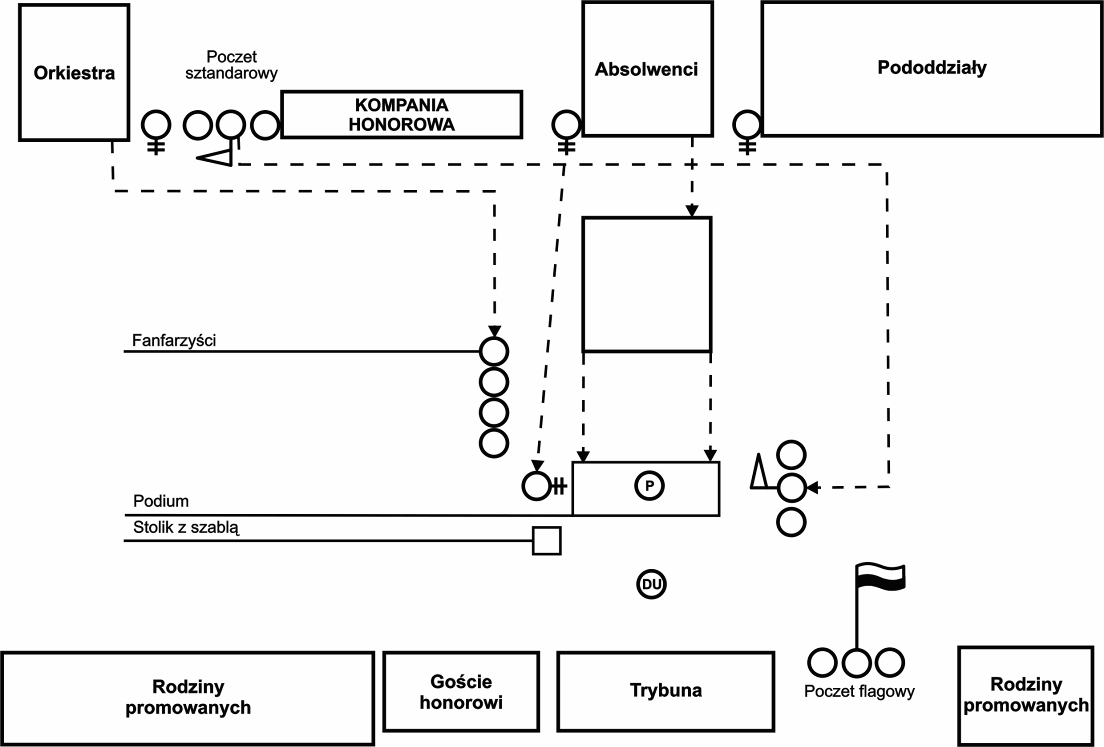 Orkiestra
Poczet
sztandarowy
KOMPANIA
HONOROWA
Absolwenci
Pododdziały
Fanfarzyści
Podium
P
Stolik z szablą
DU
Rodziny
promowanych
Goście
honorowi
Trybuna
Poczet flagowy
Rodziny
promowanych